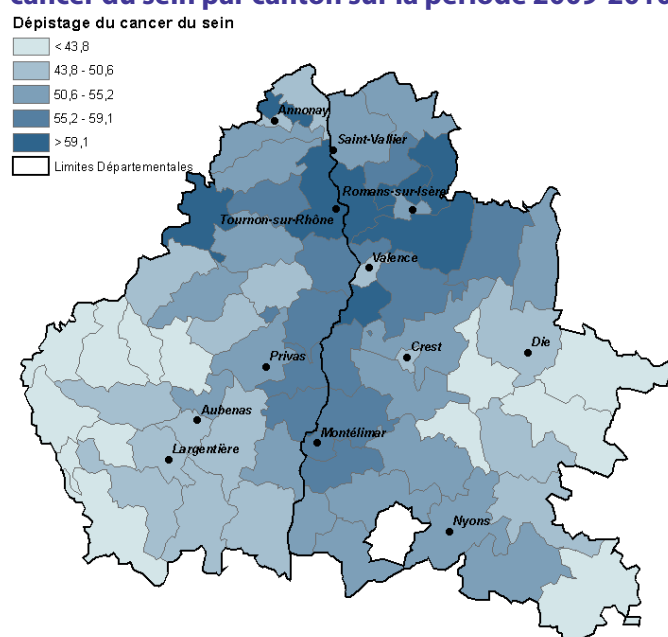 cancer du sein par canton sur la période 2009-2010
Dépistage du cancer du sein
< 43,8
43,8 - 50,6
50,6 - 55,2
55,2 - 59,1
> 59,1
Limites Départementales
Annonay
Saint-Vallier
Romans-sur-Isère
Tournon-sur-Rhône
Valence
Die
Crest
Privas
Aubenas
Montélimar
Largentière
Nyons